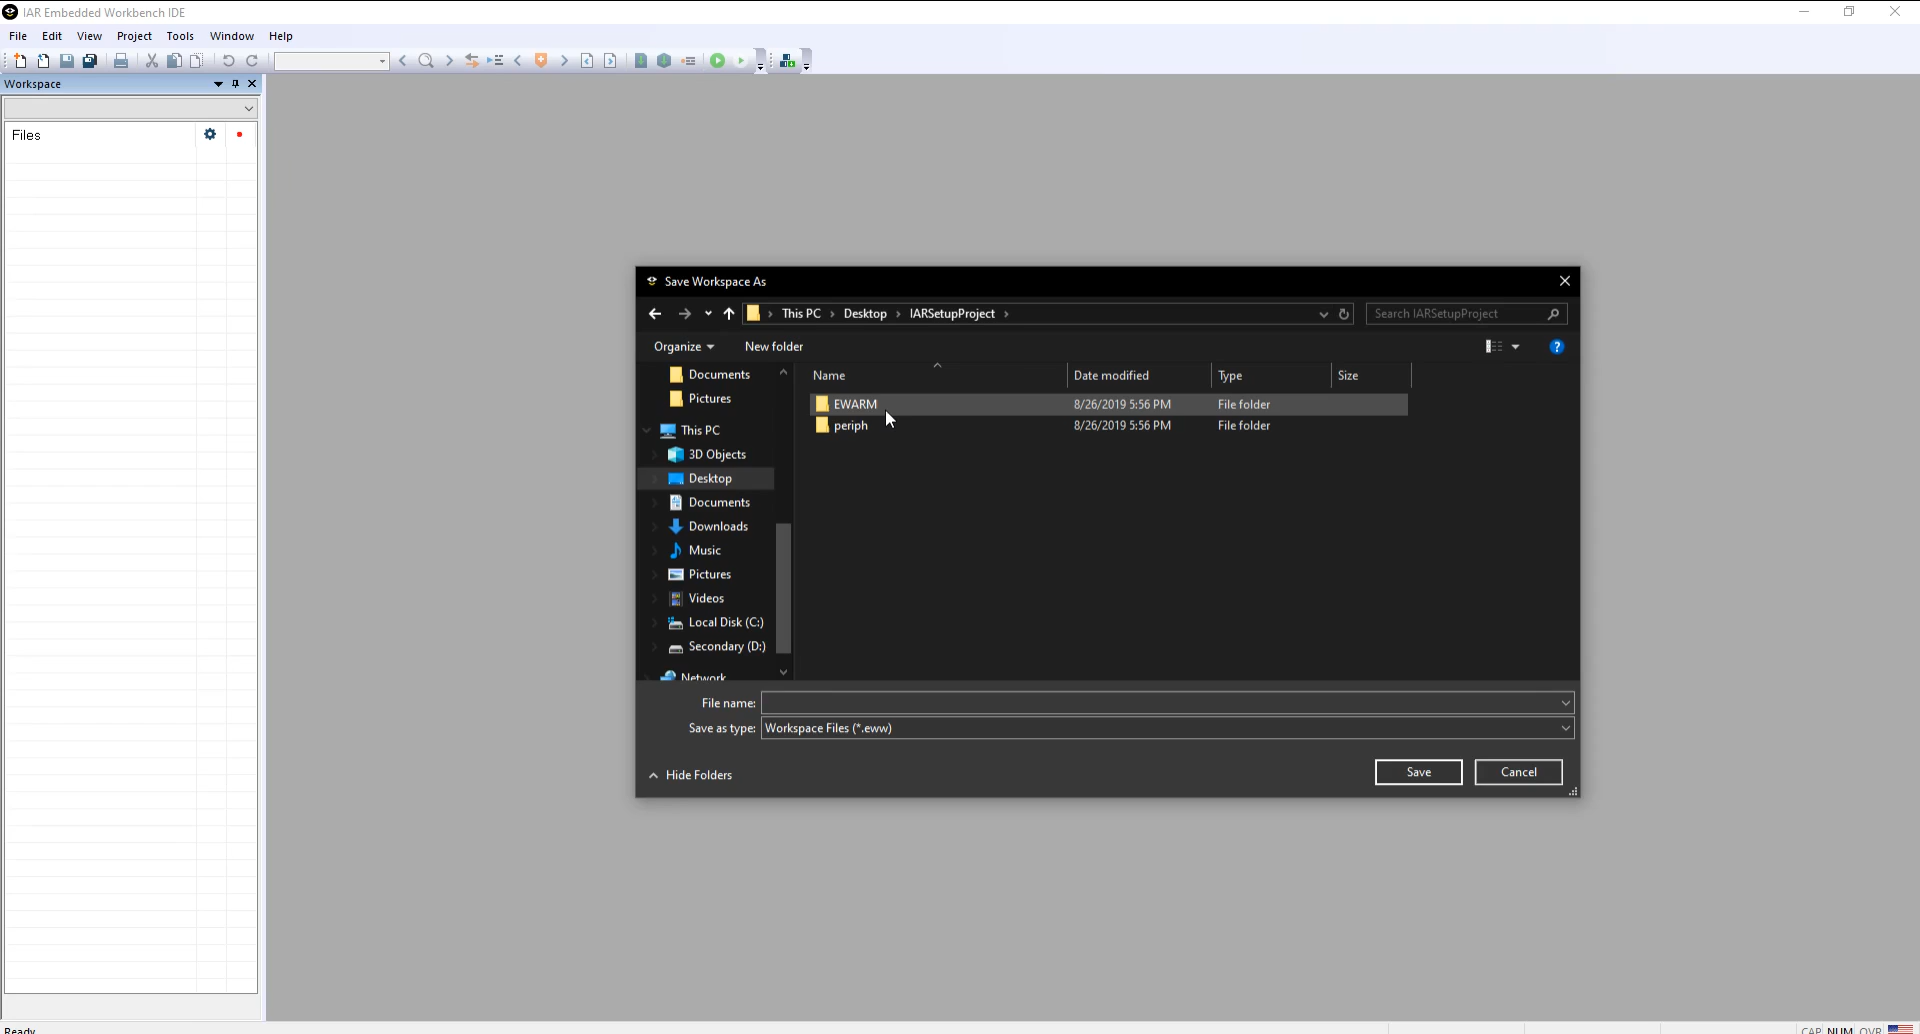 IAR Embedded Workbench IDE
File Edit View Project Tools Window Help
Workspace
Files
Save Workspace As
This PC › Desktop › IARSetupProject ›
Search IARSetupProject
Organize
New folder
Name Date modified Type Size
Documents
Pictures
This PC
3D Objects
Desktop
Documents
Downloads
Music
Pictures
Videos
Local Disk (C:)
Secondary (D:)
Network
EWARM 8/26/2019 5:56 PM File folder
periph 8/26/2019 5:56 PM File folder
File name:
Save as type: Workspace Files (*.eww)
Hide Folders
Save Cancel
Ready
CAP NUM OVR